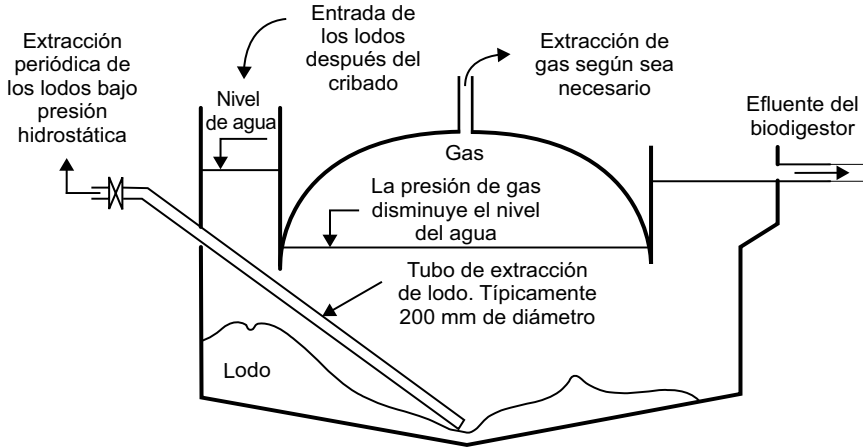 Extracción
periódica de
los lodos bajo
presión
hidrostática
Entrada de
los lodos
después del
cribado
Nivel
de agua
Extracción de
gas según sea
necesario
Efluente del
biodigestor
Gas
La presión de gas
disminuye el nivel
del agua
Tubo de extracción
de lodo. Típicamente
200 mm de diámetro
Lodo